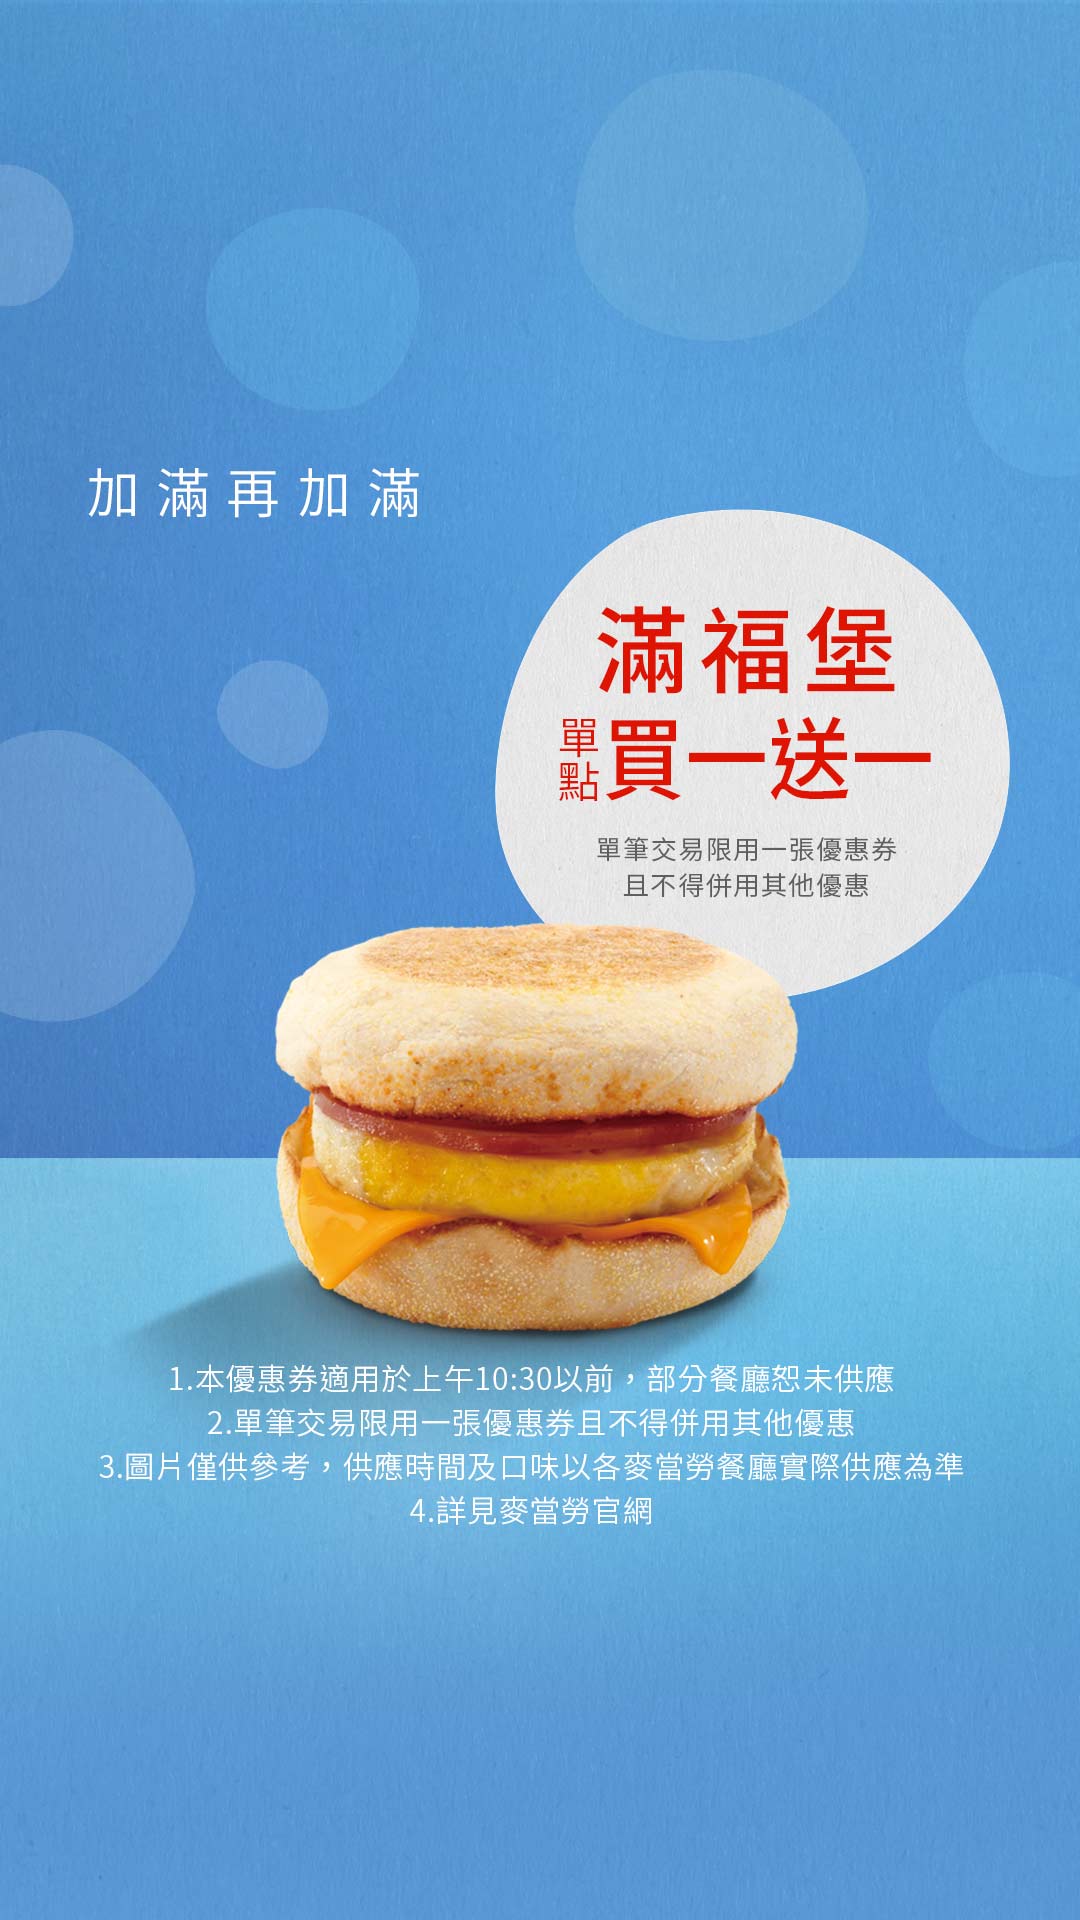 加滿再加滿
滿福堡
單點買一送一
單筆交易限用一張優惠券
且不得併用其他優惠
1.本優惠券適用於上午10:30以前，部分餐廳恕未供應
2.單筆交易限用一張優惠券且不得併用其他優惠
3.圖片僅供參考，供應時間及口味以各麥當勞餐廳實際供應為準
4.詳見麥當勞官網